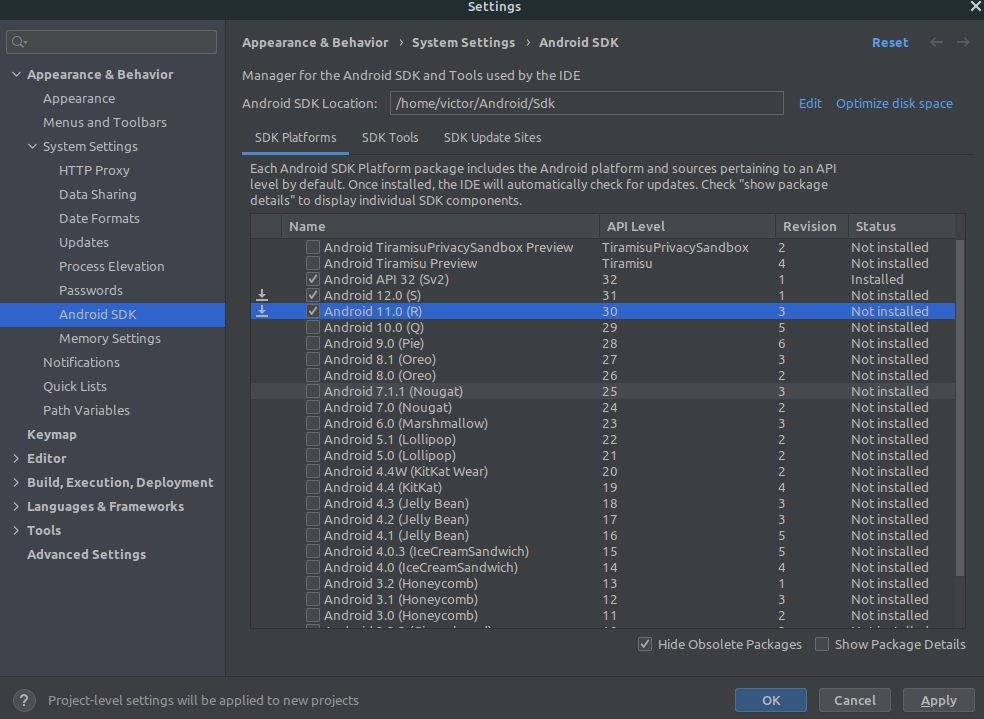 Settings
Appearance & Behavior › System Settings › Android SDK
Reset
Manager for the Android SDK and Tools used by the IDE
Android SDK Location: /home/victor/Android/Sdk Edit Optimize disk space
SDK Platforms SDK Tools SDK Update Sites
Each Android SDK Platform package includes the Android platform and sources pertaining to an API
level by default. Once installed, the IDE will automatically check for updates. Check "show package
details" to display individual SDK components.
Appearance & Behavior
Appearance
Menus and Toolbars
System Settings
HTTP Proxy
Data Sharing
Date Formats
Updates
Process Elevation
Passwords
Android SDK
Memory Settings
Notifications
Quick Lists
Path Variables
Keymap
Editor
Build, Execution, Deployment
Languages & Frameworks
Tools
Advanced Settings
Name API Level Revision Status
Android TiramisuPrivacySandbox Preview TiramisuPrivacySandbox 2 Not installed
Android Tiramisu Preview Tiramisu 4 Not installed
Android API 32 (Sv2) 32 1 Installed
Android 12.0 (S) 31 1 Not installed
Android 11.0 (R) 30 3 Not installed
Android 10.0 (Q) 29 5 Not installed
Android 9.0 (Pie) 28 6 Not installed
Android 8.1 (Oreo) 27 3 Not installed
Android 8.0 (Oreo) 26 2 Not installed
Android 7.1.1 (Nougat) 25 3 Not installed
Android 7.0 (Nougat) 24 2 Not installed
Android 6.0 (Marshmallow) 23 3 Not installed
Android 5.1 (Lollipop) 22 2 Not installed
Android 5.0 (Lollipop) 21 2 Not installed
Android 4.4W (KitKat Wear) 20 2 Not installed
Android 4.4 (KitKat) 19 4 Not installed
Android 4.3 (Jelly Bean) 18 3 Not installed
Android 4.2 (Jelly Bean) 17 3 Not installed
Android 4.1 (Jelly Bean) 16 5 Not installed
Android 4.0.3 (IceCreamSandwich) 15 5 Not installed
Android 4.0 (IceCreamSandwich) 14 4 Not installed
Android 3.2 (Honeycomb) 13 1 Not installed
Android 3.1 (Honeycomb) 12 3 Not installed
Android 3.0 (Honeycomb) 11 2 Not installed
Hide Obsolete Packages Show Package Details
? Project-level settings will be applied to new projects
OK Cancel Apply